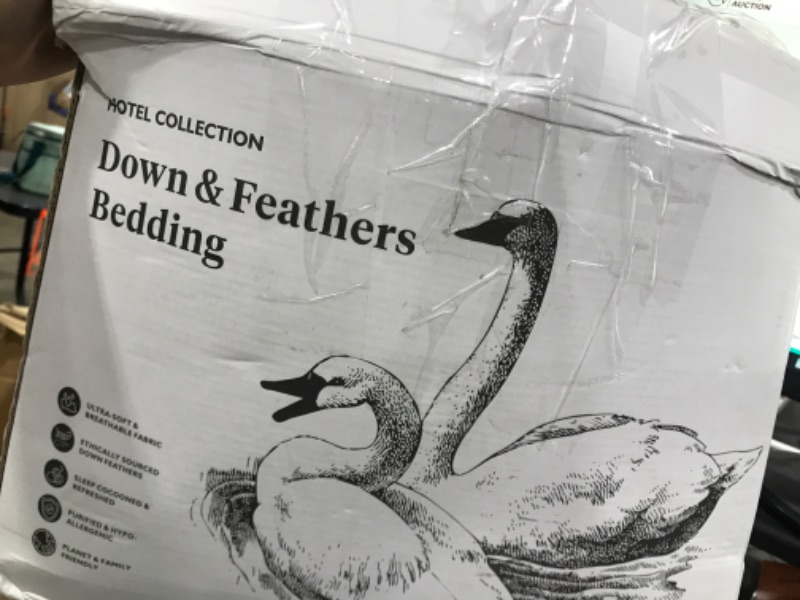 AUCTION
HOTEL COLLECTION
Down & Feathers
Bedding
ULTRA-SOFT &
BREATHABLE FABRIC
ETHICALLY SOURCED
DOWN FEATHERS
SLEEP COCOONED &
REFRESHED
PURIFIED & HYPO-
ALLERGENIC
PLANET & FAMILY
FRIENDLY